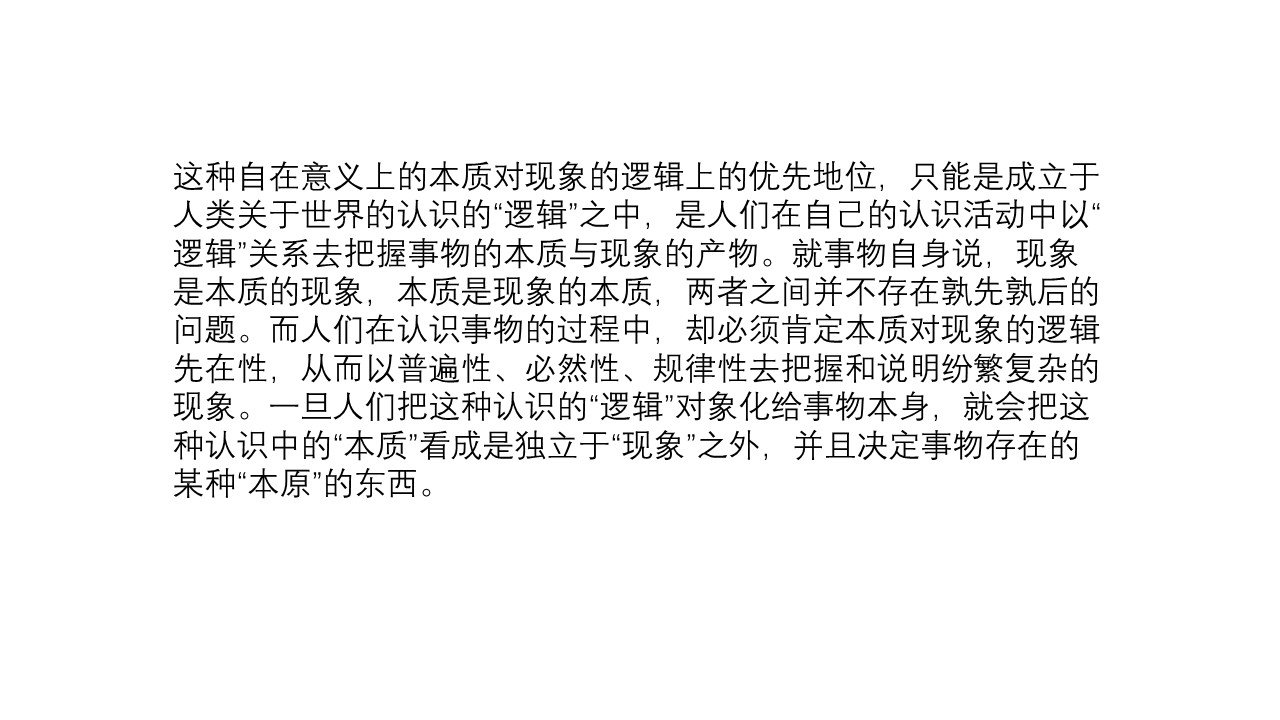 这种自在意义上的本质对现象的逻辑上的优先地位，只能是成立于
人类关于世界的认识的“逻辑”之中，是人们在自己的认识活动中以“
逻辑”关系去把握事物的本质与现象的产物。就事物自身说，现象
是本质的现象，本质是现象的本质，两者之间并不存在孰先孰后的
问题。而人们在认识事物的过程中，却必须肯定本质对现象的逻辑
先在性，从而以普遍性、必然性、规律性去把握和说明纷繁复杂的
现象。一旦人们把这种认识的“逻辑”对象化给事物本身，就会把这
种认识中的“本质”看成是独立于“现象”之外，并且决定事物存在的
某种“本原”的东西。